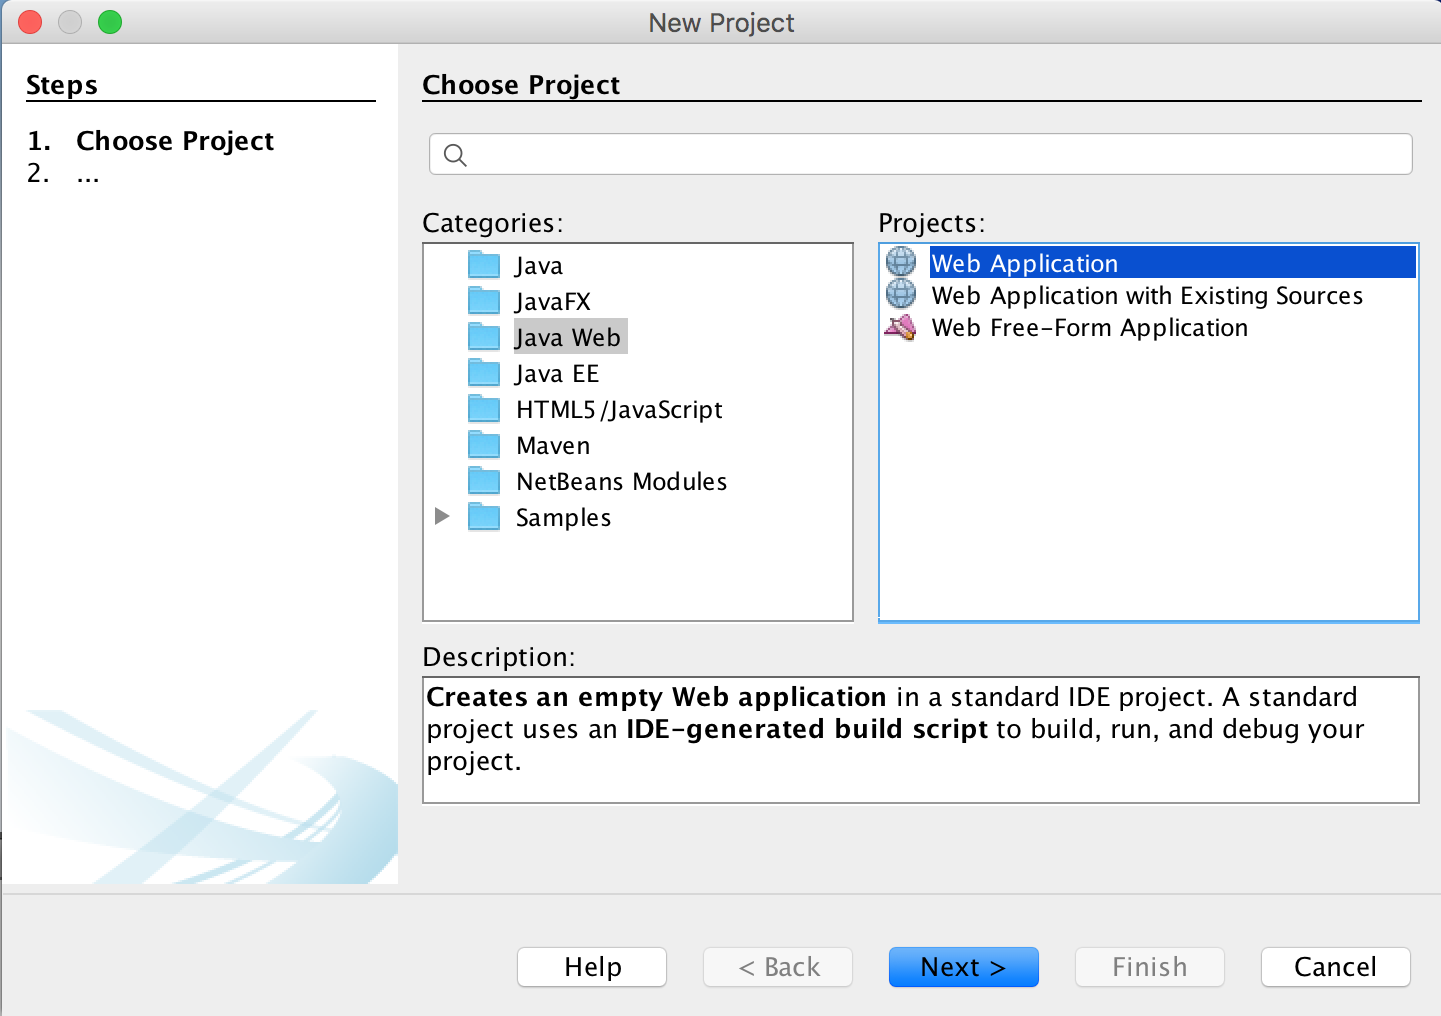 New Project
Steps
1. Choose Project
2. ...
Choose Project
Categories:
Java
JavaFX
Java Web
Java EE
HTML5/JavaScript
Maven
NetBeans Modules
Samples
Projects:
Web Application
Web Application with Existing Sources
Web Free-Form Application
Description:
Creates an empty Web application in a standard IDE project. A standard
project uses an IDE-generated build script to build, run, and debug your
project.
Help
< Back
Next >
Finish
Cancel